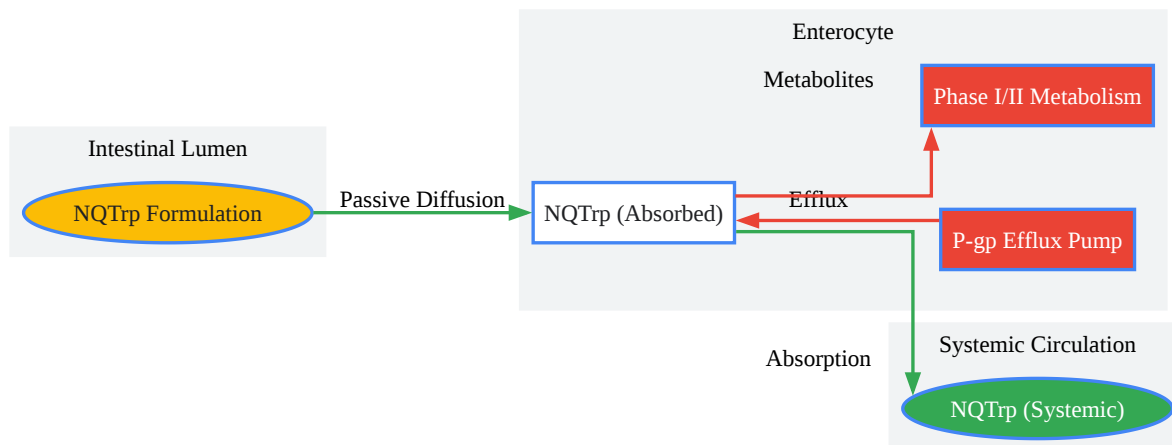 Enterocyte
Metabolites
Phase I/II Metabolism
Intestinal Lumen
NQTrp Formulation
Passive Diffusion
NQTrp (Absorbed)
Efflux
P-gp Efflux Pump
Absorption
Systemic Circulation
NQTrp (Systemic)